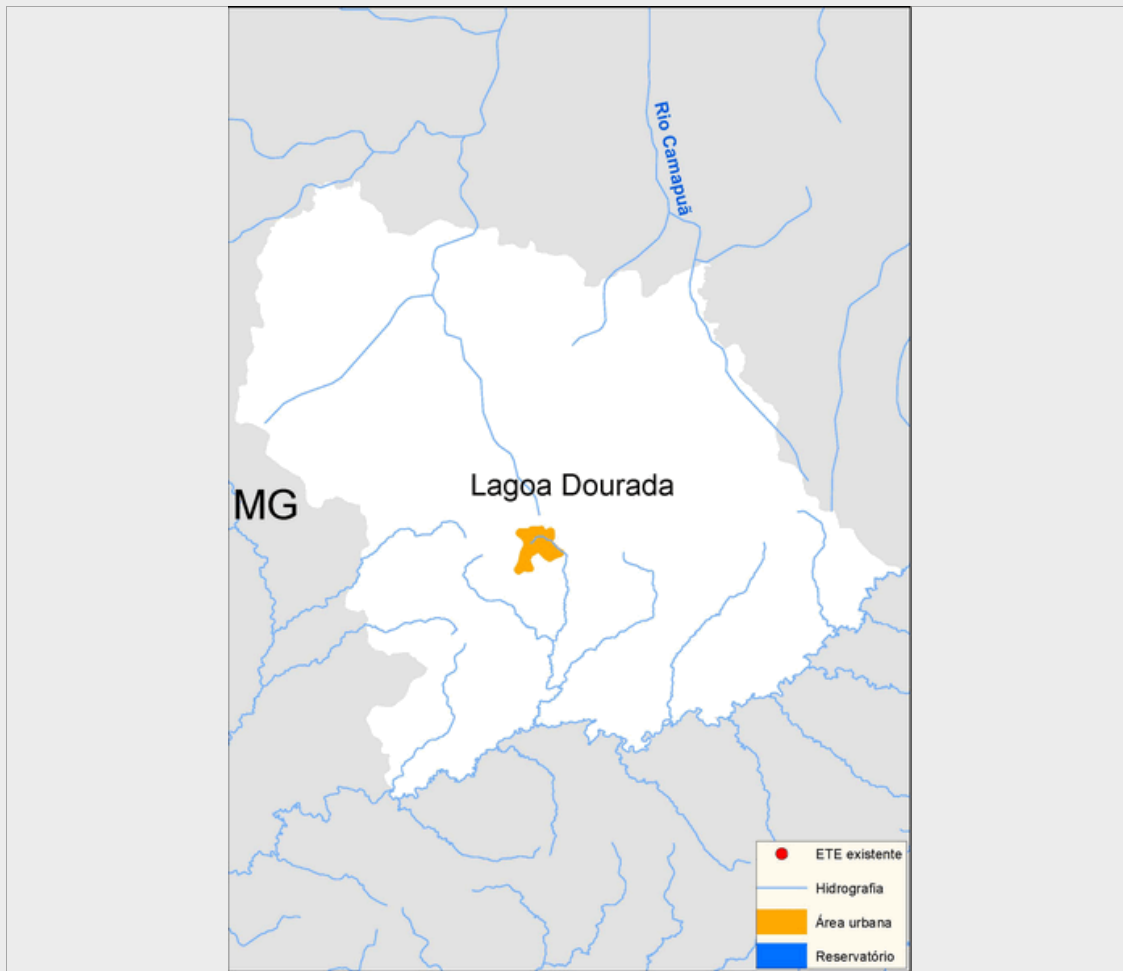 Rio Camapuã
Lagoa Dourada
MG
ETE existente
Hidrografia
Área urbana
Reservatório